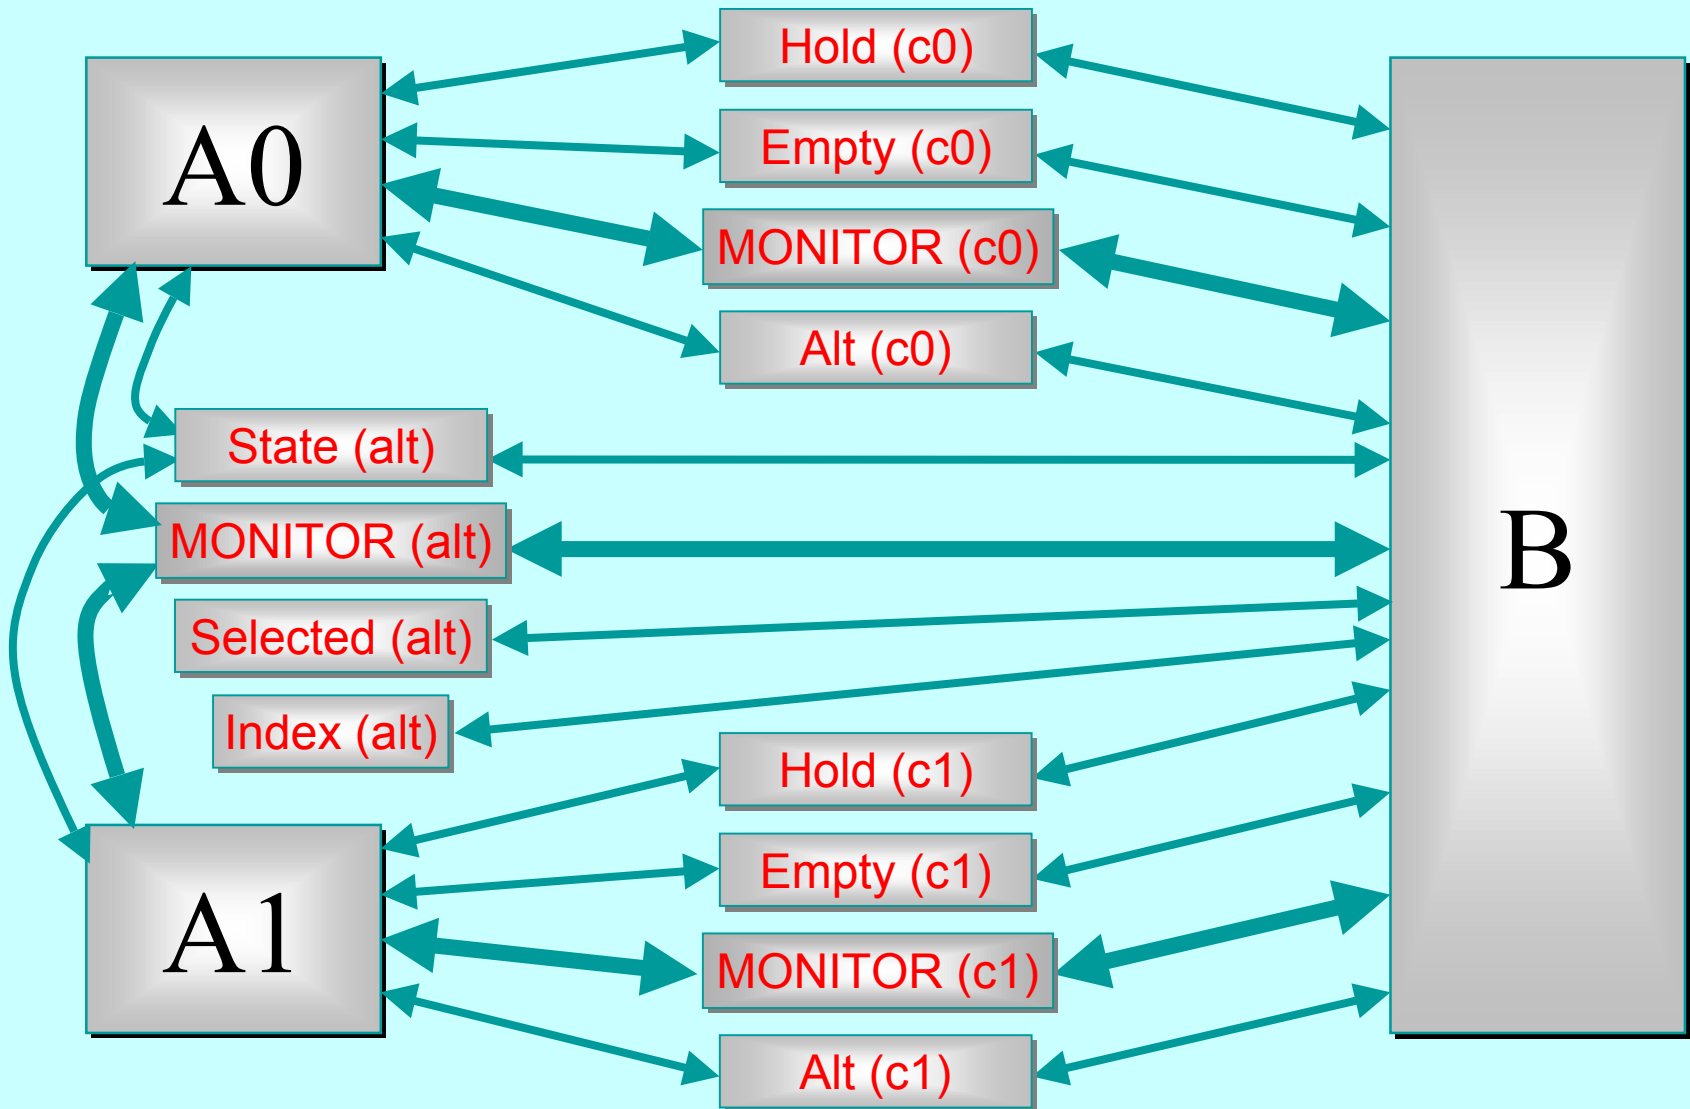 Hold (c0)
A0
Empty (c0)
MONITOR (c0)
Alt (c0)
State (alt)
MONITOR (alt)
B
Selected (alt)
Index (alt)
Hold (c1)
Empty (c1)
A1
MONITOR (c1)
Alt (c1)